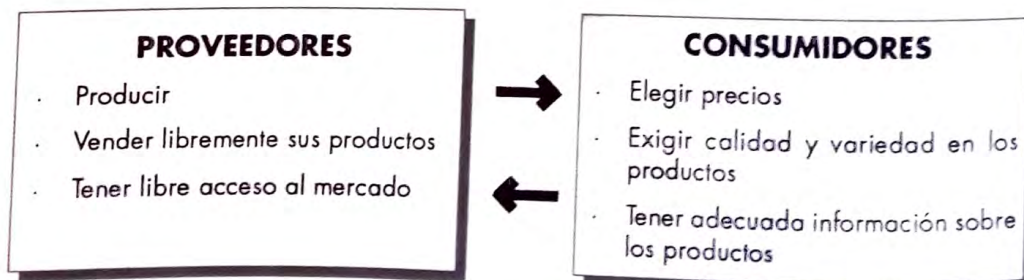 PROVEEDORES
· Producir
· Vender libremente sus productos
· Tener libre acceso al mercado
CONSUMIDORES
· Elegir precios
· Exigir calidad y variedad en los
productos
· Tener adecuada información sobre
los productos